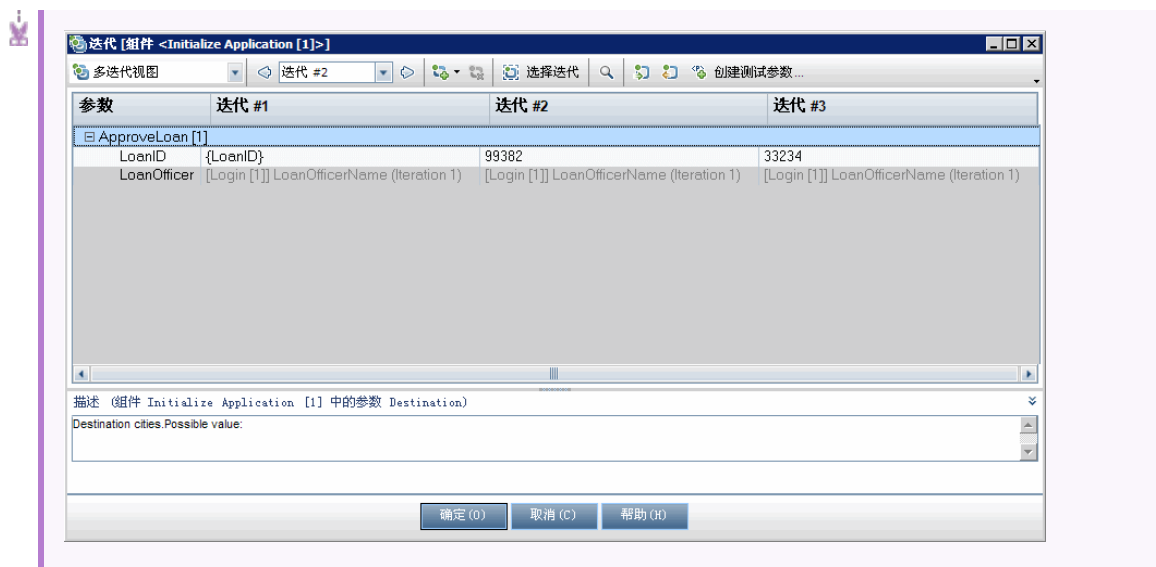 迭代 [组件 <Initialize Application [1]>]
多迭代视图 迭代 #2 选择迭代 创建测试参数...
参数 迭代 #1 迭代 #2 迭代 #3
ApproveLoan [1]
LoanID {LoanID} 99382 33234
LoanOfficer [Login [1]] LoanOfficerName (Iteration 1) [Login [1]] LoanOfficerName (Iteration 1) [Login [1]] LoanOfficerName (Iteration 1)
描述 (组件 Initialize Application [1] 中的参数 Destination)
Destination cities.Possible value:
确定(O) 取消(C) 帮助(H)